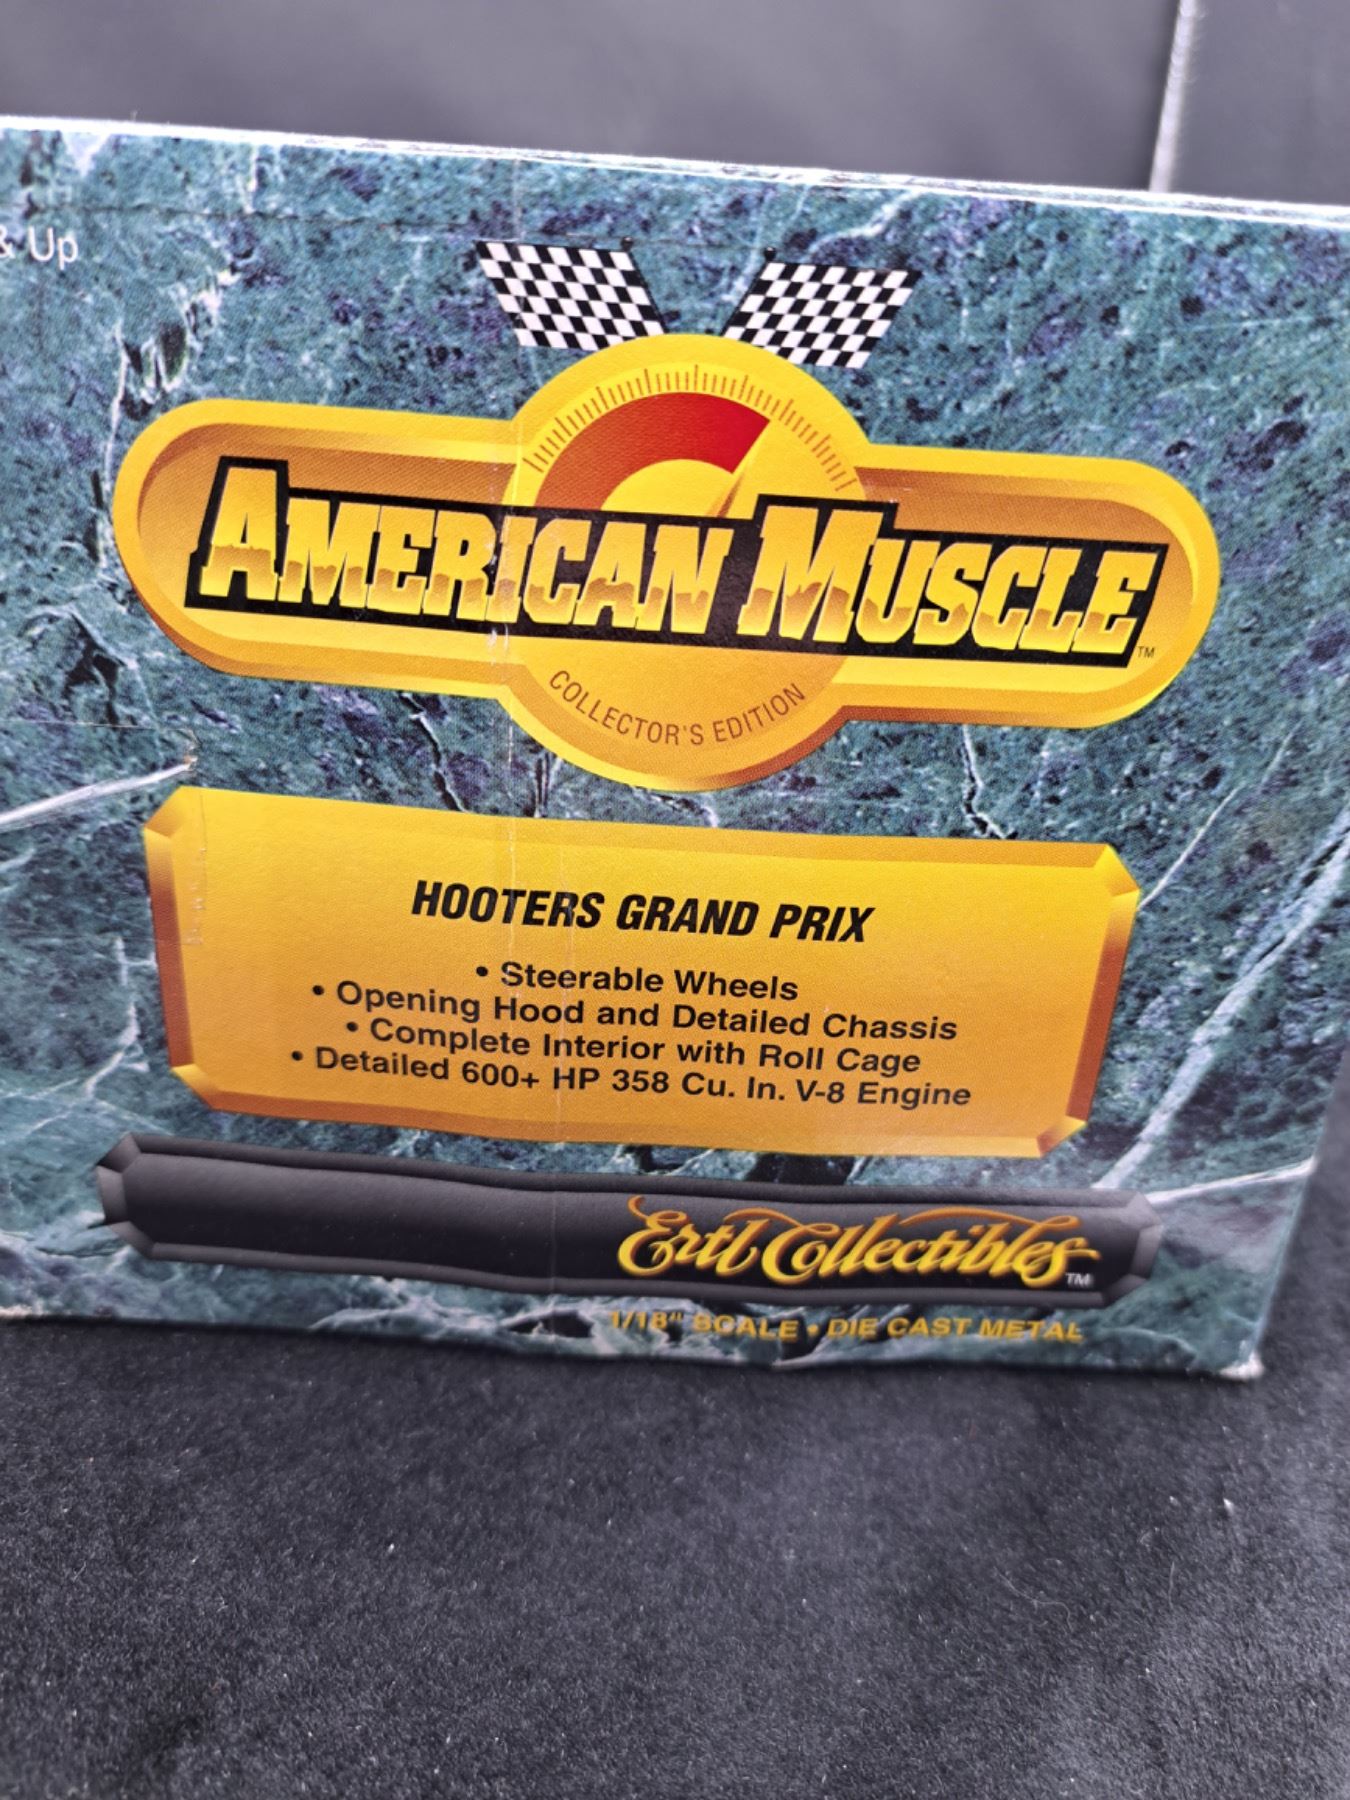 & Up
AMERICAN MUSCLE
TM
COLLECTOR'S EDITION
HOOTERS GRAND PRIX
• Steerable Wheels
• Opening Hood and Detailed Chassis
• Complete Interior with Roll Cage
• Detailed 600+ HP 358 Cu. In. V-8 Engine
Ertl Collectibles TM
1/18" SCALE • DIE CAST METAL